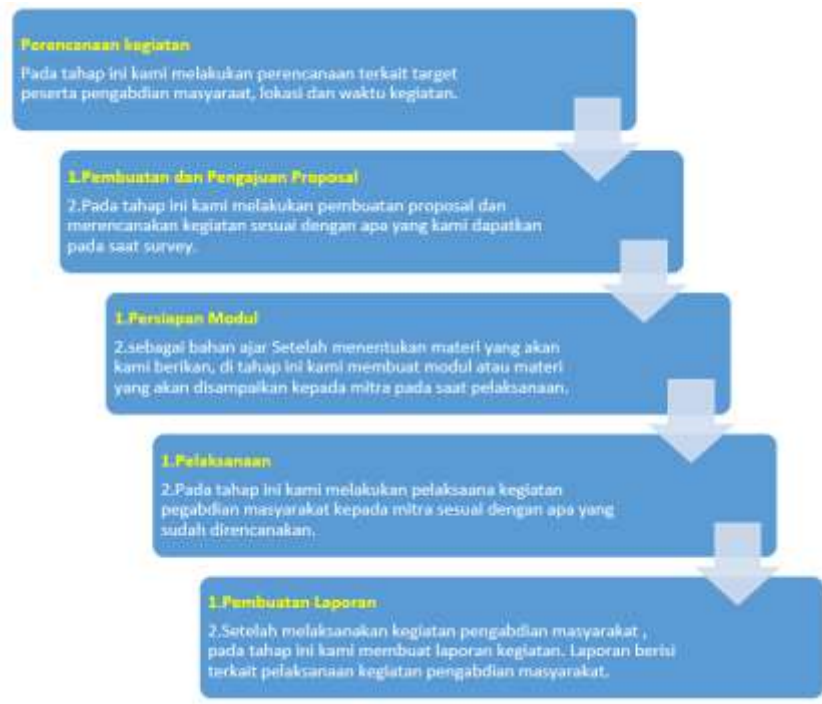 Perencanaan kegiatan
Pada tahap ini kami melakukan perencanaan terkait target
peserta pengabdian masyaraat, lokasi dan waktu kegiatan.
1.Pembuatan dan Pengajuan Proposal
2.Pada tahap ini kami melakukan pembuatan proposal dan
merencanakan kegiatan sesuai dengan apa yang kami dapatkan
pada saat survey.
1.Persiapan Modul
2.sebagai bahan ajar Setelah menentukan materi yang akan
kami berikan, di tahap ini kami membuat modul atau materi
yang akan disampaikan kepada mitra pada saat pelaksanaan.
1.Pelaksanaan
2.Pada tahap ini kami melakukan pelaksaana kegiatan
pegabdian masyarakat kepada mitra sesuai dengan apa yang
sudah direncanakan.
1.Pembuatan Laporan
2.Setelah melaksanakan kegiatan pengabdian masyarakat ,
pada tahap ini kami membuat laporan kegiatan. Laporan berisi
terkait pelaksanaan kegiatan pengabdian masyarakat.